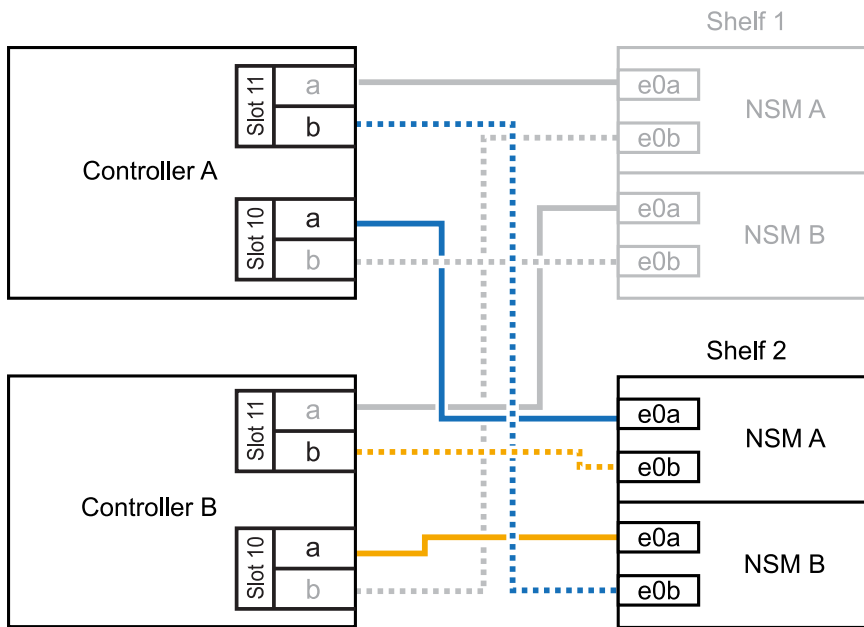 Shelf 1
Controller A
Slot 11
a
b
Slot 10
a
b
e0a
e0b
NSM A
e0a
e0b
NSM B
Shelf 2
Controller B
Slot 11
a
b
Slot 10
a
b
e0a
e0b
NSM A
e0a
e0b
NSM B